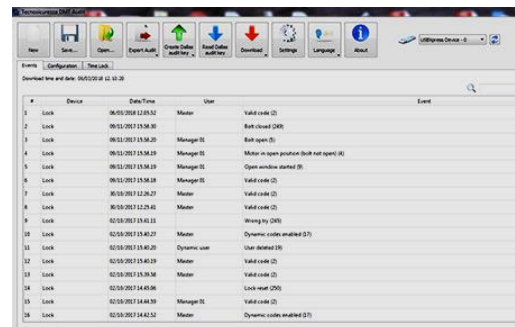 Tecnosicurezza DMT Audit
New
Save...
Open...
Export Audit
Create Dallas audit key
Read Dallas audit key
Download
Settings
Language
About
USBxpress Device - 0
Events Configuration Time Lock
Download time and date: 06/03/2018 12.10.20
# Device Date/Time User Event
1 Lock 06/03/2018 12.05.52 Master Valid code (2)
2 Lock 09/11/2017 15.58.30 Bolt closed (249)
3 Lock 09/11/2017 15.58.20 Manager 01 Bolt open (5)
4 Lock 09/11/2017 15.58.19 Manager 01 Motor in open position (bolt not open) (4)
5 Lock 09/11/2017 15.58.19 Manager 01 Open window started (9)
6 Lock 09/11/2017 15.58.18 Manager 01 Valid code (2)
7 Lock 30/10/2017 12.26.27 Master Valid code (2)
8 Lock 30/10/2017 12.25.41 Master Valid code (2)
9 Lock 02/10/2017 15.41.11 Wrong try (245)
10 Lock 02/10/2017 15.40.27 Master Dynamic codes enabled (17)
11 Lock 02/10/2017 15.40.20 Dynamic user User deleted (9)
12 Lock 02/10/2017 15.40.19 Master Valid code (2)
13 Lock 02/10/2017 15.39.58 Master Valid code (2)
14 Lock 02/10/2017 14.45.06 Lock reset (250)
15 Lock 02/10/2017 14.44.59 Manager 01 Valid code (2)
16 Lock 02/10/2017 14.42.52 Master Dynamic codes enabled (17)